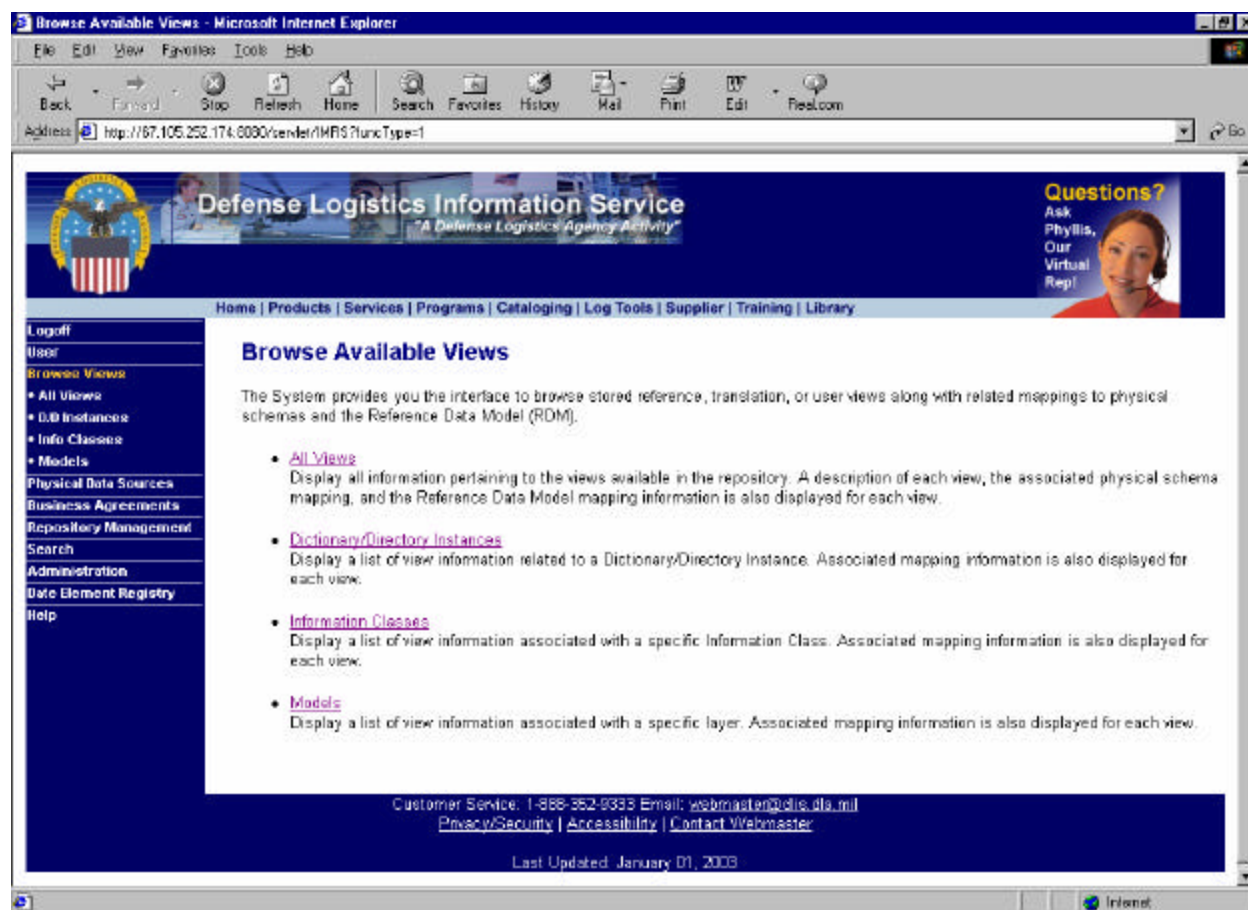 Browse Available Views - Microsoft Internet Explorer
File Edit View Favorites Tools Help
Back Forward Stop Refresh Home Search Favorites History Mail Print Edit Real.com
Address http://67.105.252.174:8080/servlet/IMRS?funcType=1 Go
Defense Logistics Information Service
"A Defense Logistics Agency Activity"
Questions?
Ask
Phyllis,
Our
Virtual
Rep!
Home | Products | Services | Programs | Cataloging | Log Tools | Supplier | Training | Library
Logoff
User
Browse Views
• All Views
• D/D Instances
• Info Classes
• Models
Physical Data Sources
Business Agreements
Repository Management
Search
Administration
Date Element Registry
Help
Browse Available Views
The System provides you the interface to browse stored reference, translation, or user views along with related mappings to physical
schemas and the Reference Data Model (RDM).
• All Views
Display all information pertaining to the views available in the repository. A description of each view, the associated physical schema
mapping, and the Reference Data Model mapping information is also displayed for each view.
• Dictionary/Directory Instances
Display a list of view information related to a Dictionary/Directory Instance. Associated mapping information is also displayed for
each view.
• Information Classes
Display a list of view information associated with a specific Information Class. Associated mapping information is also displayed for
each view.
• Models
Display a list of view information associated with a specific layer. Associated mapping information is also displayed for each view.
Customer Service: 1-888-352-9333 Email: webmaster@dlis.dla.mil
Privacy/Security | Accessibility | Contact Webmaster
Last Updated: January 01, 2003
Internet